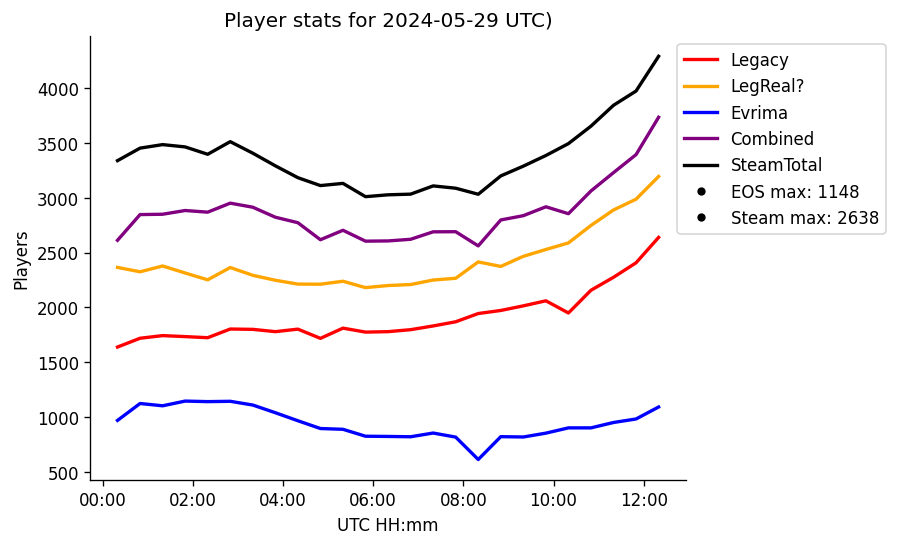 Player stats for 2024-05-29 UTC)
Legacy
LegReal?
Evrima
Combined
SteamTotal
EOS max: 1148
Steam max: 2638
Players
4000
3500
3000
2500
2000
1500
1000
500
00:00 02:00 04:00 06:00 08:00 10:00 12:00
UTC HH:mm